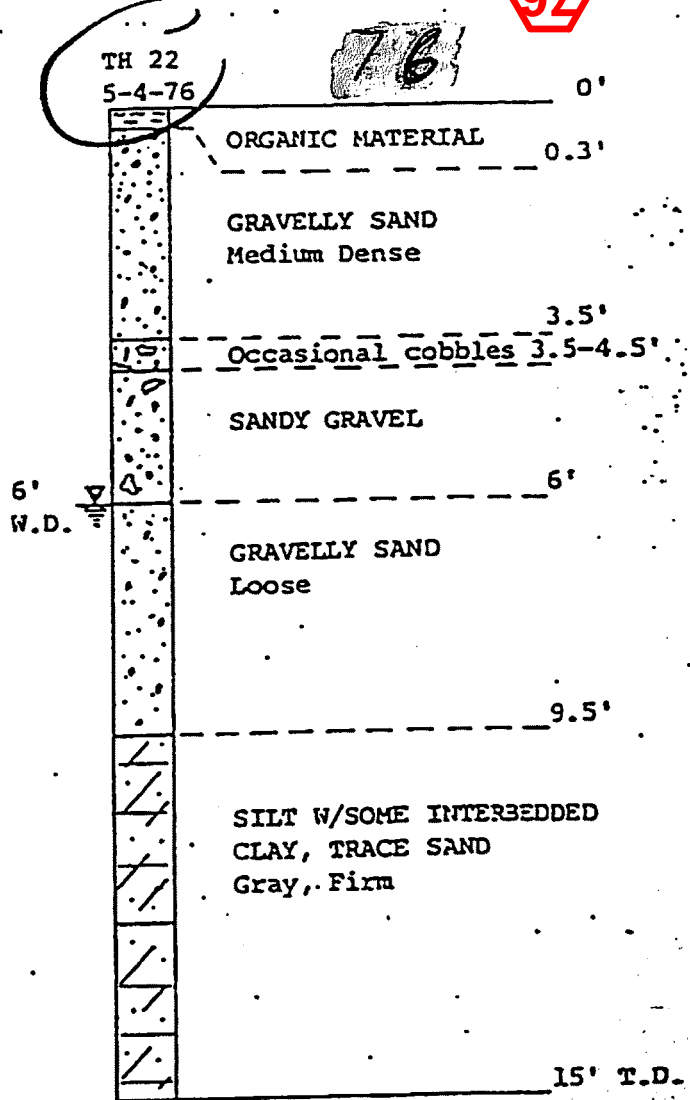 92
TH 22
5-4-76
76
0'
ORGANIC MATERIAL
0.3'
GRAVELLY SAND
Medium Dense
3.5'
Occasional cobbles 3.5-4.5'
SANDY GRAVEL
6'
6'
W.D.
GRAVELLY SAND
Loose
9.5'
SILT W/SOME INTERBEDDED
CLAY, TRACE SAND
Gray, Firm
15' T.D.